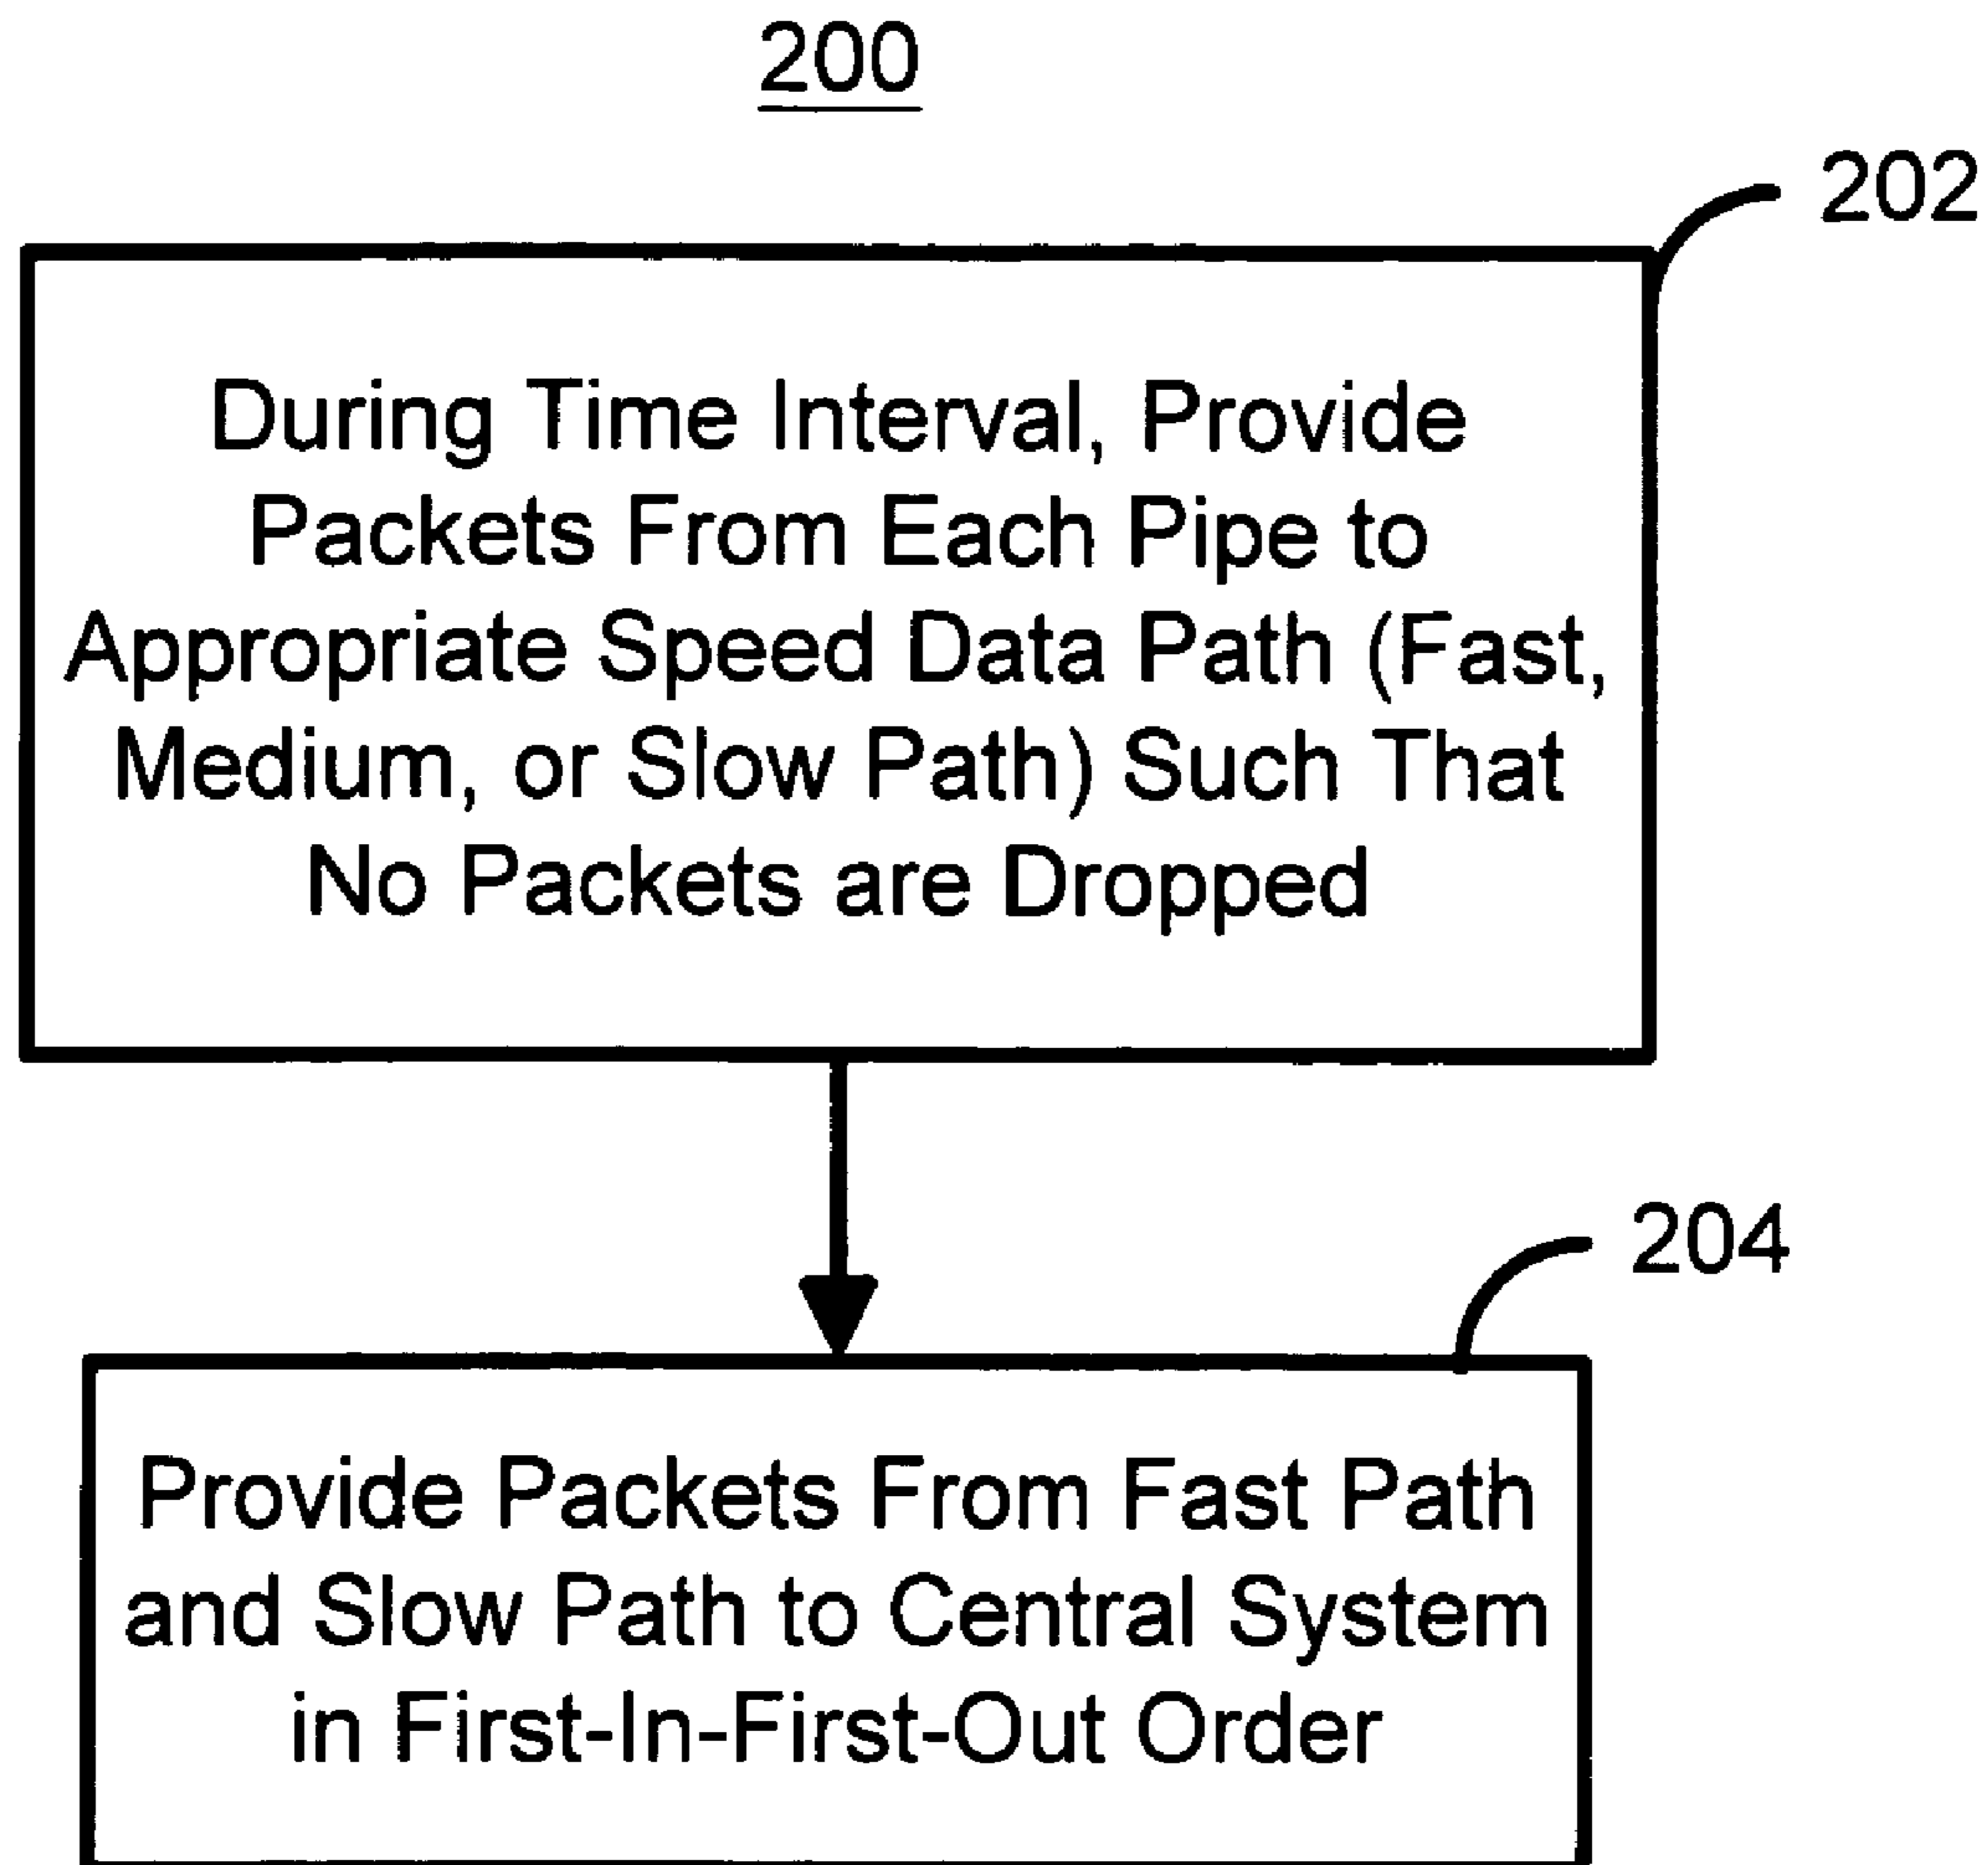 200
202
During Time Interval, Provide
Packets From Each Pipe to
Appropriate Speed Data Path (Fast,
Medium, or Slow Path) Such That
No Packets are Dropped
204
Provide Packets From Fast Path
and Slow Path to Central System
in First-In-First-Out Order